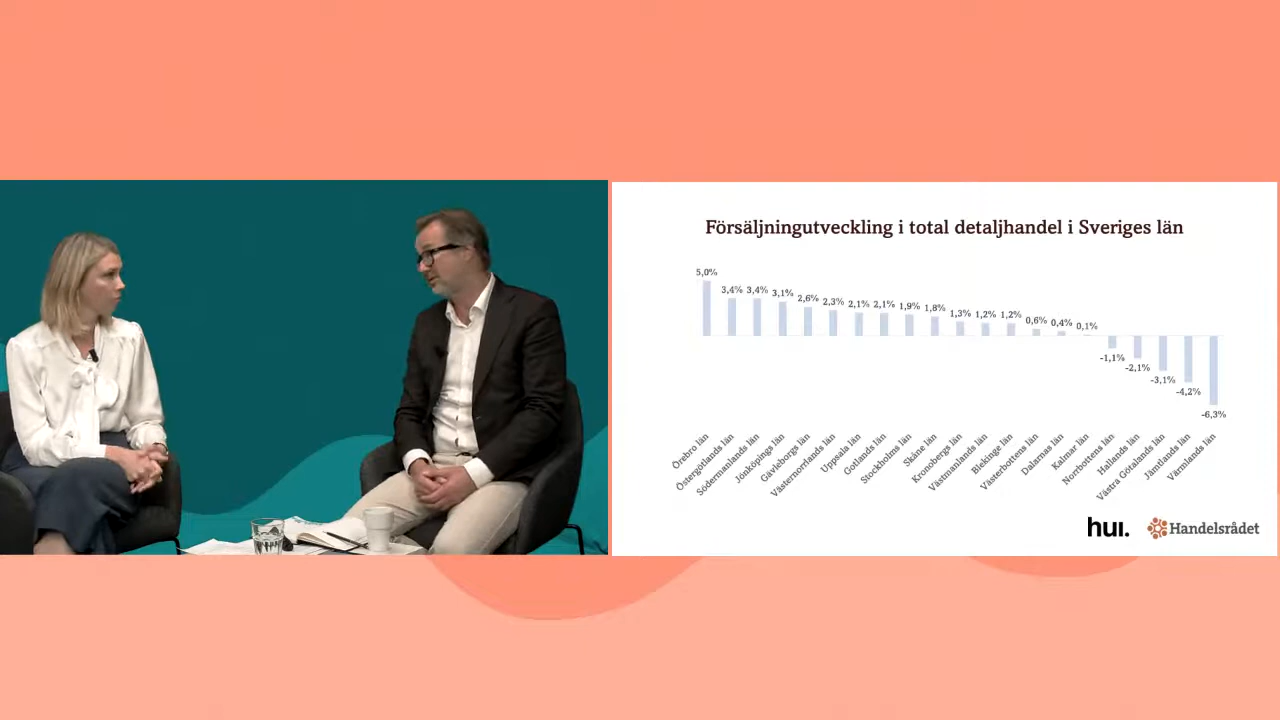 Försäljningutveckling i total detaljhandel i Sveriges län
5,0%
3,4%
3,4%
3,1%
2,6%
2,3%
2,1%
2,1%
1,9%
1,8%
1,3%
1,2%
1,2%
0,6%
0,4%
0,1%
-1,1%
-2,1%
-3,1%
-4,2%
-6,3%
Örebro län
Östergötlands län
Södermanlands län
Jönköpings län
Gävleborgs län
Västernorrlands län
Uppsala län
Gotlands län
Stockholms län
Skåne län
Kronobergs län
Västmanlands län
Blekinge län
Västerbottens län
Dalarnas län
Kalmar län
Norrbottens län
Hallands län
Västra Götalands län
Jämtlands län
Värmlands län
hui.
Handelsrådet